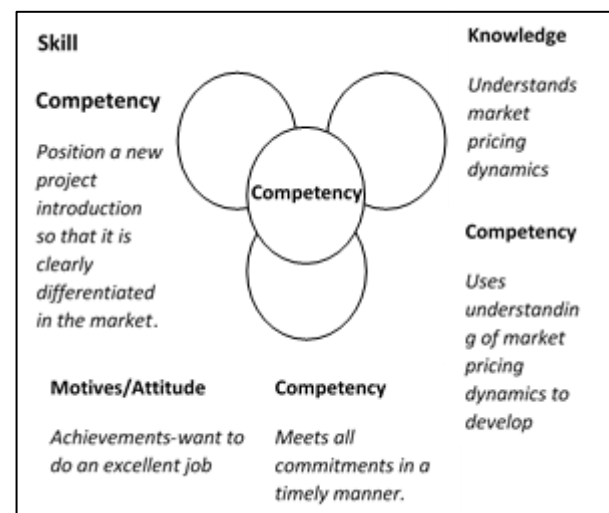 Skill
Competency
Position a new
project
introduction
so that it is
clearly
differentiated
in the market.
Competency
Knowledge
Understands
market
pricing
dynamics
Competency
Uses
understandin
g of market
pricing
dynamics to
develop
Motives/Attitude
Achievements-want to
do an excellent job
Competency
Meets all
commitments in a
timely manner.